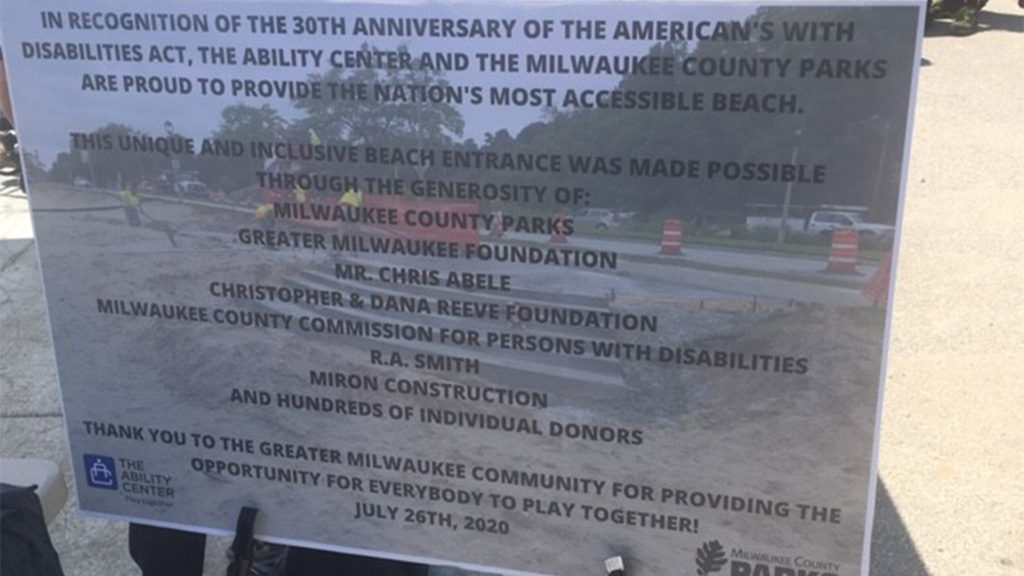 IN RECOGNITION OF THE 30TH ANNIVERSARY OF THE AMERICAN'S WITH
DISABILITIES ACT, THE ABILITY CENTER AND THE MILWAUKEE COUNTY PARKS
ARE PROUD TO PROVIDE THE NATION'S MOST ACCESSIBLE BEACH.
THIS UNIQUE AND INCLUSIVE BEACH ENTRANCE WAS MADE POSSIBLE
THROUGH THE GENEROSITY OF:
MILWAUKEE COUNTY PARKS
GREATER MILWAUKEE FOUNDATION
MR. CHRIS ABELE
CHRISTOPHER & DANA REEVE FOUNDATION
MILWAUKEE COUNTY COMMISSION FOR PERSONS WITH DISABILITIES
R.A. SMITH
MIRON CONSTRUCTION
AND HUNDREDS OF INDIVIDUAL DONORS
THANK YOU TO THE GREATER MILWAUKEE COMMUNITY FOR PROVIDING THE
OPPORTUNITY FOR EVERYBODY TO PLAY TOGETHER!
JULY 26TH, 2020
THE
ABILITY
CENTER
Play together
MILWAUKEE COUNTY
PARKS